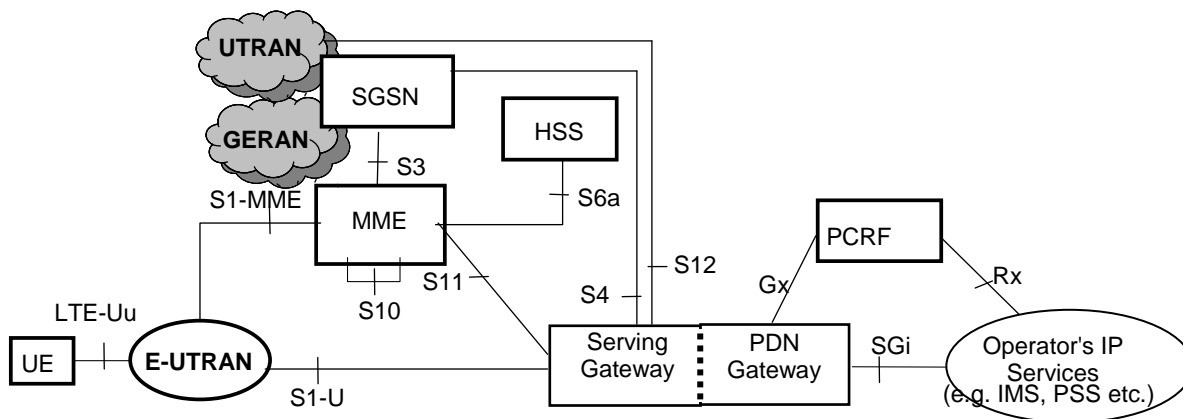 UTRAN
SGSN
GERAN
HSS
S3
S1-MME
S6a
MME
PCRF
S11
S12
S10
S4
Gx
Rx
LTE-Uu
UE
E-UTRAN
S1-U
Serving
Gateway
PDN
Gateway
SGi
Operator's IP
Services
(e.g. IMS, PSS etc.)